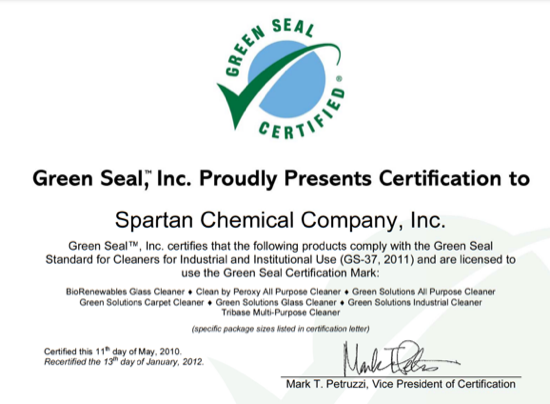 GREEN SEAL
CERTIFIED®
Green Seal,™ Inc. Proudly Presents Certification to
Spartan Chemical Company, Inc.
Green Seal™, Inc. certifies that the following products comply with the Green Seal
Standard for Cleaners for Industrial and Institutional Use (GS-37, 2011) and are licensed to
use the Green Seal Certification Mark:
BioRenewables Glass Cleaner ♦ Clean by Peroxy All Purpose Cleaner ♦ Green Solutions All Purpose Cleaner
Green Solutions Carpet Cleaner ♦ Green Solutions Glass Cleaner ♦ Green Solutions Industrial Cleaner
Tribase Multi-Purpose Cleaner
(specific package sizes listed in certification letter)
Certified this 11th day of May, 2010.
Recertified the 13th day of January, 2012.
Mark T. Petruzzi, Vice President of Certification